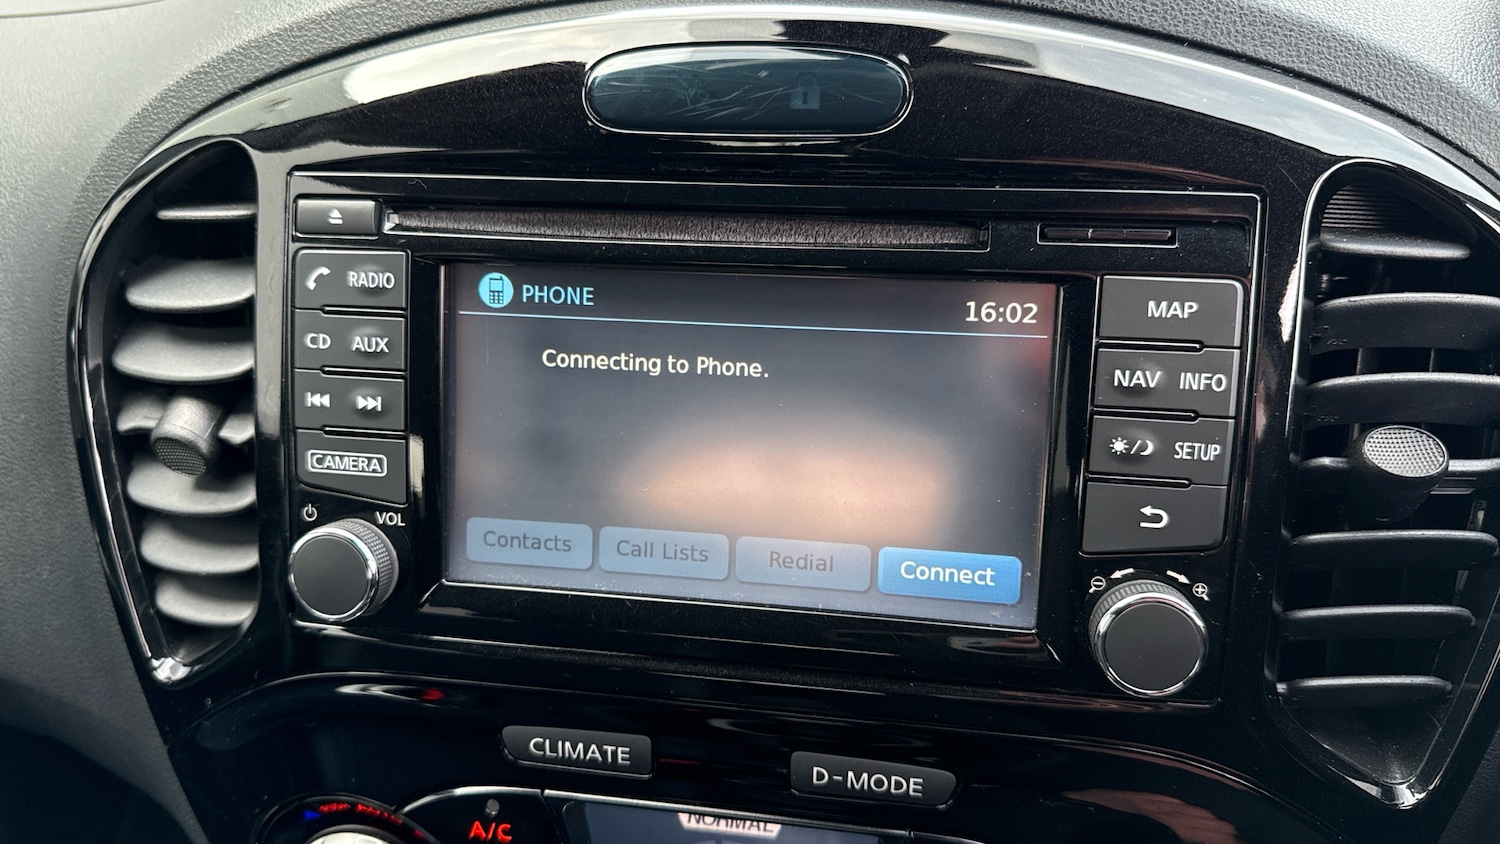 RADIO
CD AUX
CAMERA
VOL
PHONE
16:02
Connecting to Phone.
Contacts
Call Lists
Redial
Connect
MAP
NAV INFO
SETUP
CLIMATE
D-MODE
A/C
NORMAL